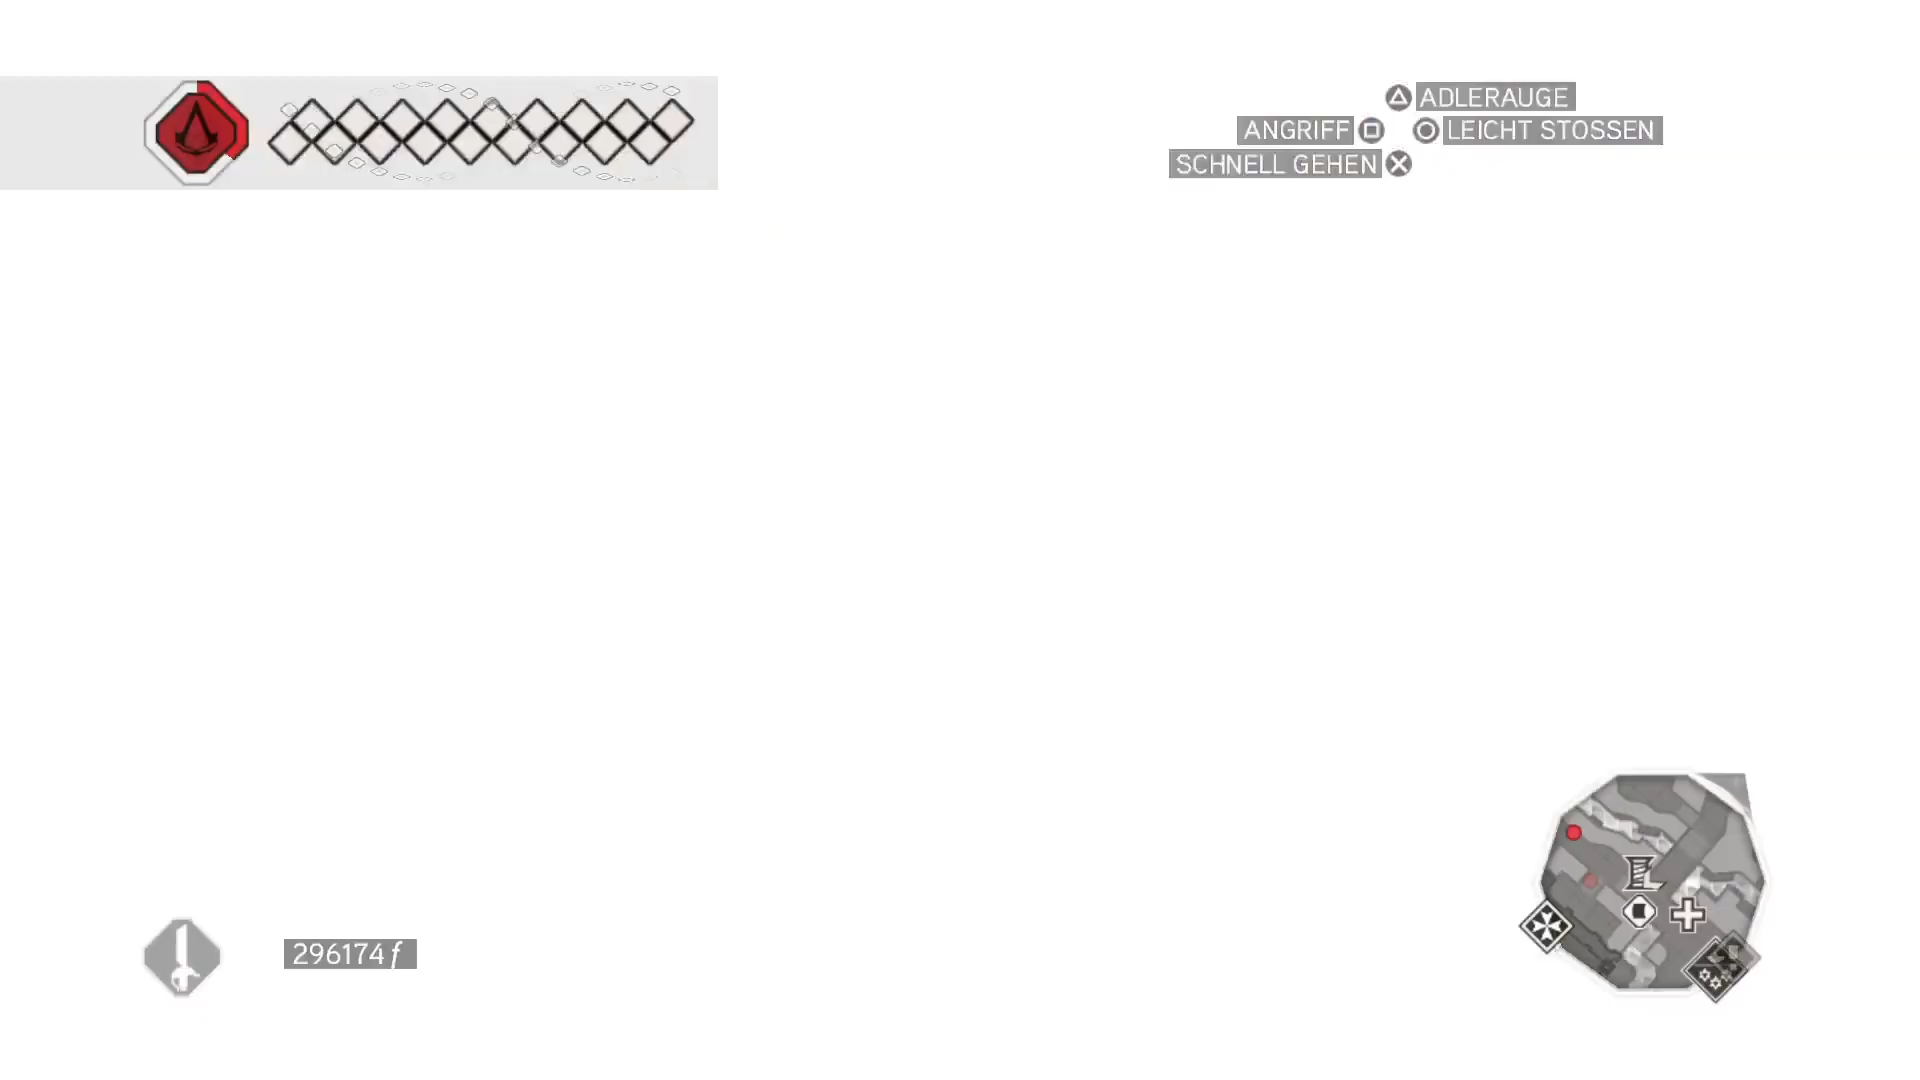 ADLERAUGE
ANGRIFF
LEICHT STOSSEN
SCHNELL GEHEN
296174 f